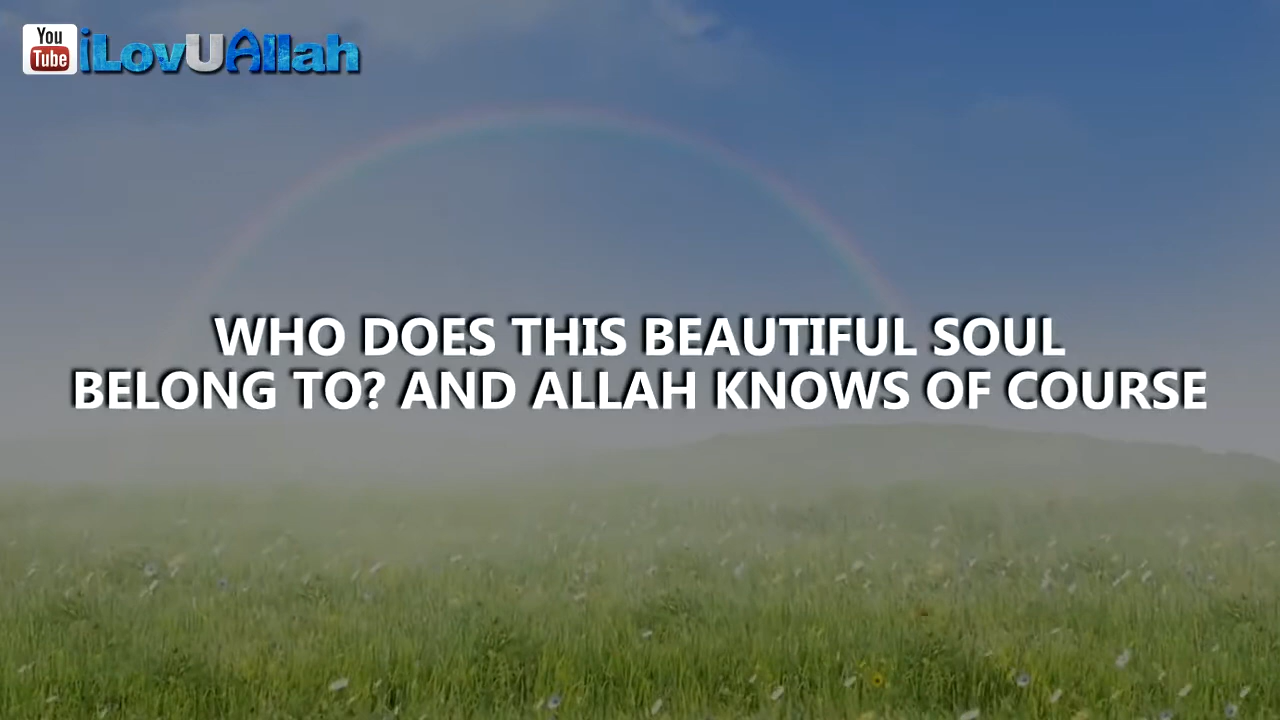 You
Tube
iLovUAllah
WHO DOES THIS BEAUTIFUL SOUL
BELONG TO? AND ALLAH KNOWS OF COURSE